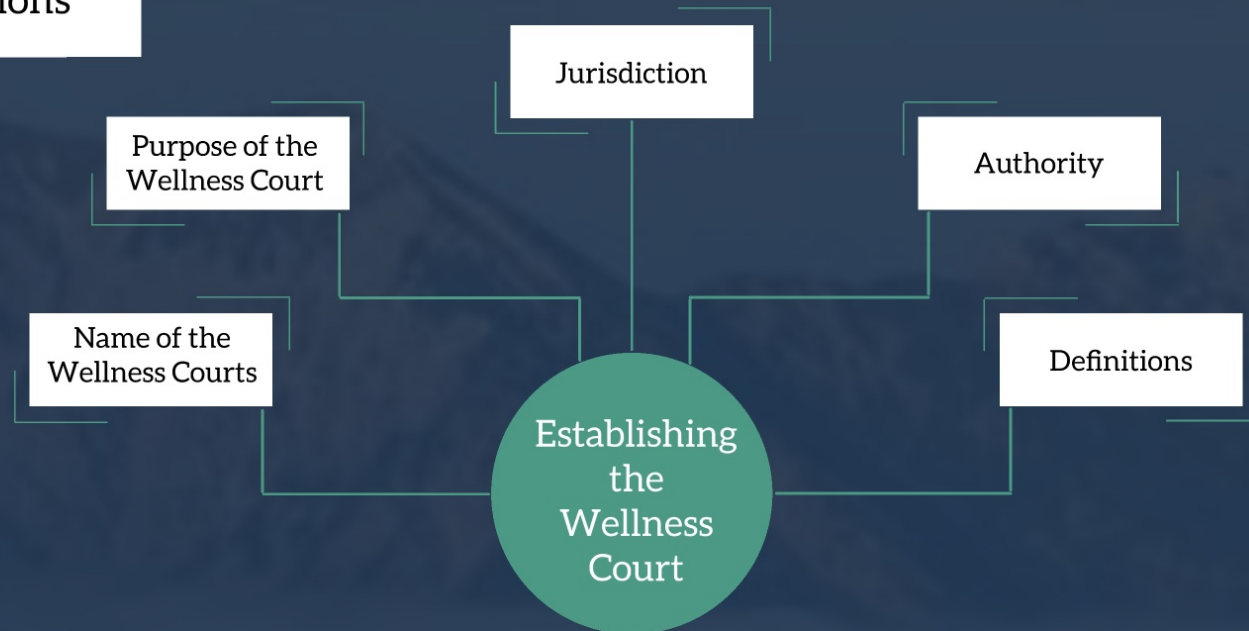 Jurisdiction
Purpose of the
Wellness Court
Authority
Name of the
Wellness Courts
Definitions
Establishing
the
Wellness
Court